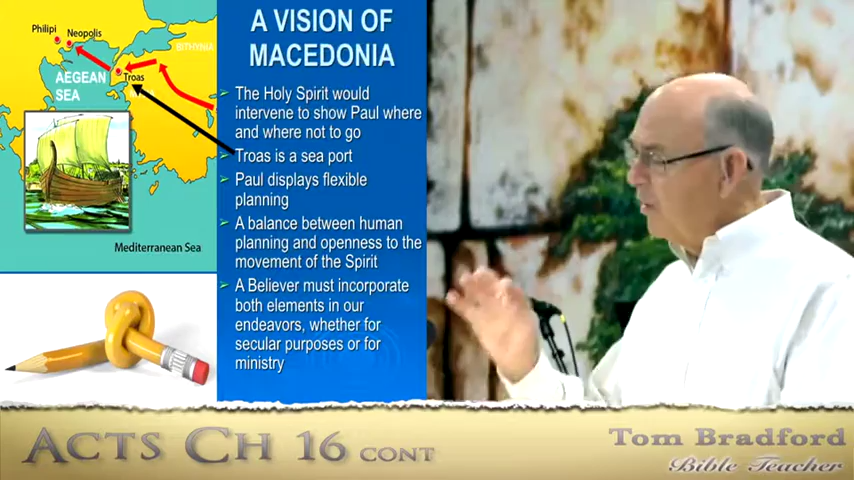 Philipi
Neopolis
BITHYNIA
AEGEAN
SEA
Troas
Mediterranean Sea
A VISION OF
MACEDONIA
The Holy Spirit would
intervene to show Paul where
and where not to go
Troas is a sea port
Paul displays flexible
planning
A balance between human
planning and openness to the
movement of the Spirit
A Believer must incorporate
both elements in our
endeavors, whether for
secular purposes or for
ministry
ACTS CH 16 CONT
Tom Bradford
Bible Teacher